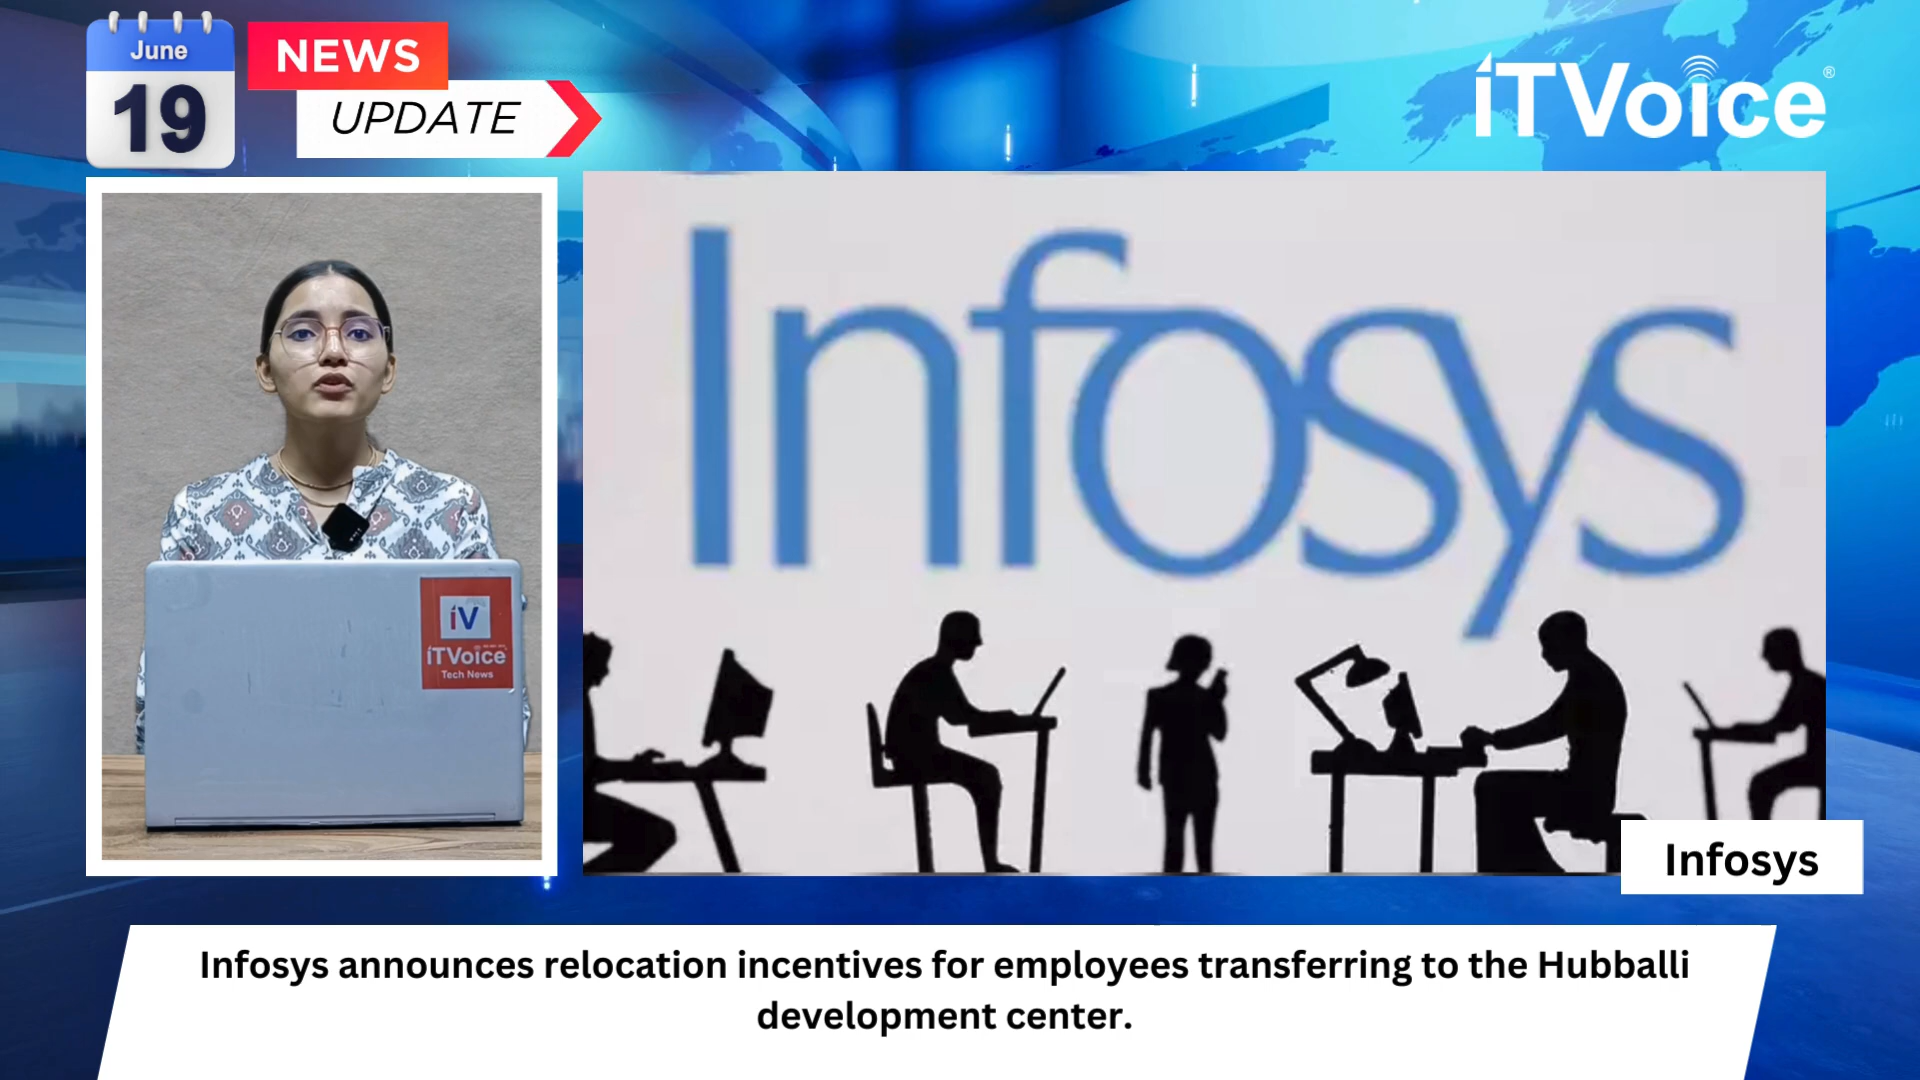 June
19
NEWS
UPDATE
iTVoice®
Infosys
iV
iTVoice
Tech News
Infosys
Infosys announces relocation incentives for employees transferring to the Hubballi
development center.